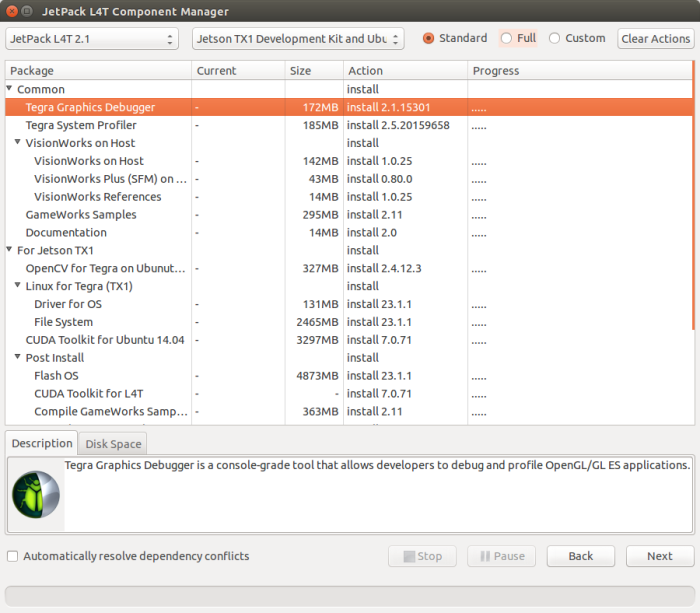 JetPack L4T Component Manager
JetPack L4T 2.1 Jetson TX1 Development Kit and Ubu Standard Full Custom Clear Actions
Package Current Size Action Progress
Common install
Tegra Graphics Debugger - 172MB install 2.1.15301 .....
Tegra System Profiler - 185MB install 2.5.20159658 .....
VisionWorks on Host install
VisionWorks on Host - 142MB install 1.0.25 .....
VisionWorks Plus (SFM) on ... - 43MB install 0.80.0 .....
VisionWorks References - 14MB install 1.0.25 .....
GameWorks Samples - 295MB install 2.11 .....
Documentation - 14MB install 2.0 .....
For Jetson TX1 install
OpenCV for Tegra on Ubunut... - 327MB install 2.4.12.3 .....
Linux for Tegra (TX1) install
Driver for OS - 131MB install 23.1.1 .....
File System - 2465MB install 23.1.1 .....
CUDA Toolkit for Ubuntu 14.04 - 3297MB install 7.0.71 .....
Post Install install
Flash OS - 4873MB install 23.1.1 .....
CUDA Toolkit for L4T - - install 7.0.71 .....
Compile GameWorks Samp... - 363MB install 2.11 .....
Description Disk Space
Tegra Graphics Debugger is a console-grade tool that allows developers to debug and profile OpenGL/GL ES applications.
Automatically resolve dependency conflicts Stop Pause Back Next